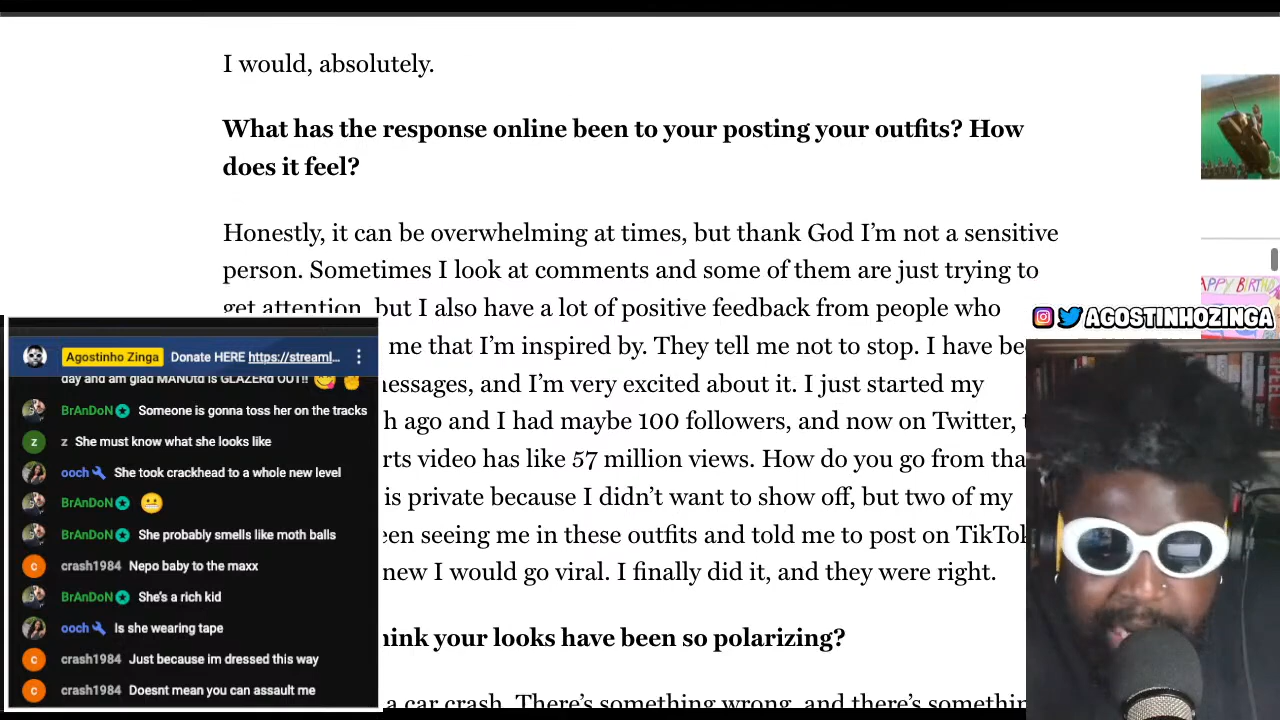 I would, absolutely.
What has the response online been to your posting your outfits? How
does it feel?
Honestly, it can be overwhelming at times, but thank God I’m not a sensitive
person. Sometimes I look at comments and some of them are just trying to
get attention, but I also have a lot of positive feedback from people who
me that I’m inspired by. They tell me not to stop. I have be
essages, and I’m very excited about it. I just started my
h ago and I had maybe 100 followers, and now on Twitter, t
rts video has like 57 million views. How do you go from tha
is private because I didn’t want to show off, but two of my
een seeing me in these outfits and told me to post on TikTok
new I would go viral. I finally did it, and they were right.
hink your looks have been so polarizing?
a car crash. There’s something wrong, and there’s somethin
APPY BIRTH
AGOSTINHOZINGA
Agostinho Zinga Donate HERE https://streaml...
day and am glad MANUtd is GLAZERd OUT!!
BrAnDoN Someone is gonna toss her on the tracks
z z She must know what she looks like
ooch She took crackhead to a whole new level
BrAnDoN
BrAnDoN She probably smells like moth balls
c crash1984 Nepo baby to the maxx
BrAnDoN She's a rich kid
ooch Is she wearing tape
c crash1984 Just because im dressed this way
c crash1984 Doesnt mean you can assault me